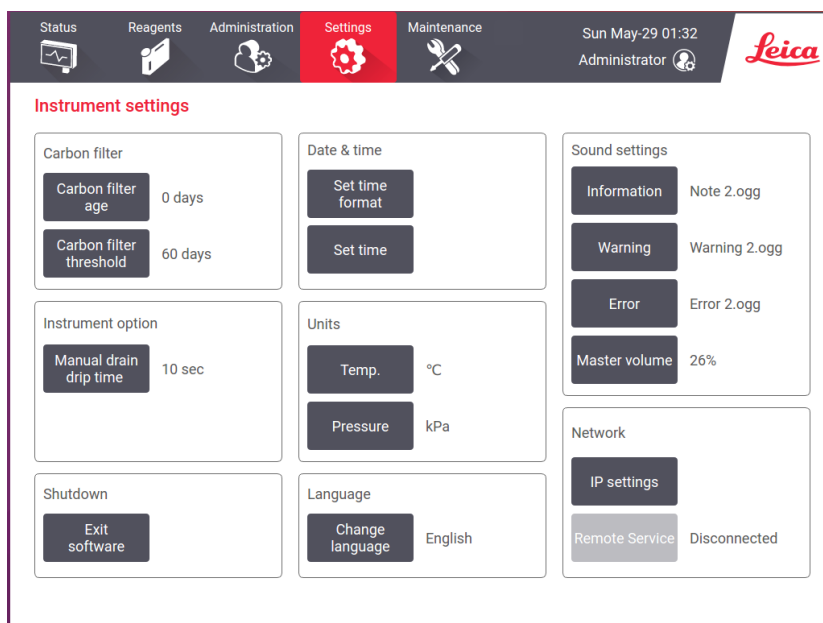 Status
Reagents
Administration
Settings
Maintenance
Sun May-29 01:32
Administrator
Leica
Instrument settings
Carbon filter
Carbon filter
age
0 days
Carbon filter
threshold
60 days
Date & time
Set time
format
Set time
Sound settings
Information
Note 2.ogg
Warning
Warning 2.ogg
Error
Error 2.ogg
Master volume
26%
Instrument option
Manual drain
drip time
10 sec
Units
Temp.
℃
Pressure
kPa
Network
IP settings
Remote Service
Disconnected
Shutdown
Exit
software
Language
Change
language
English